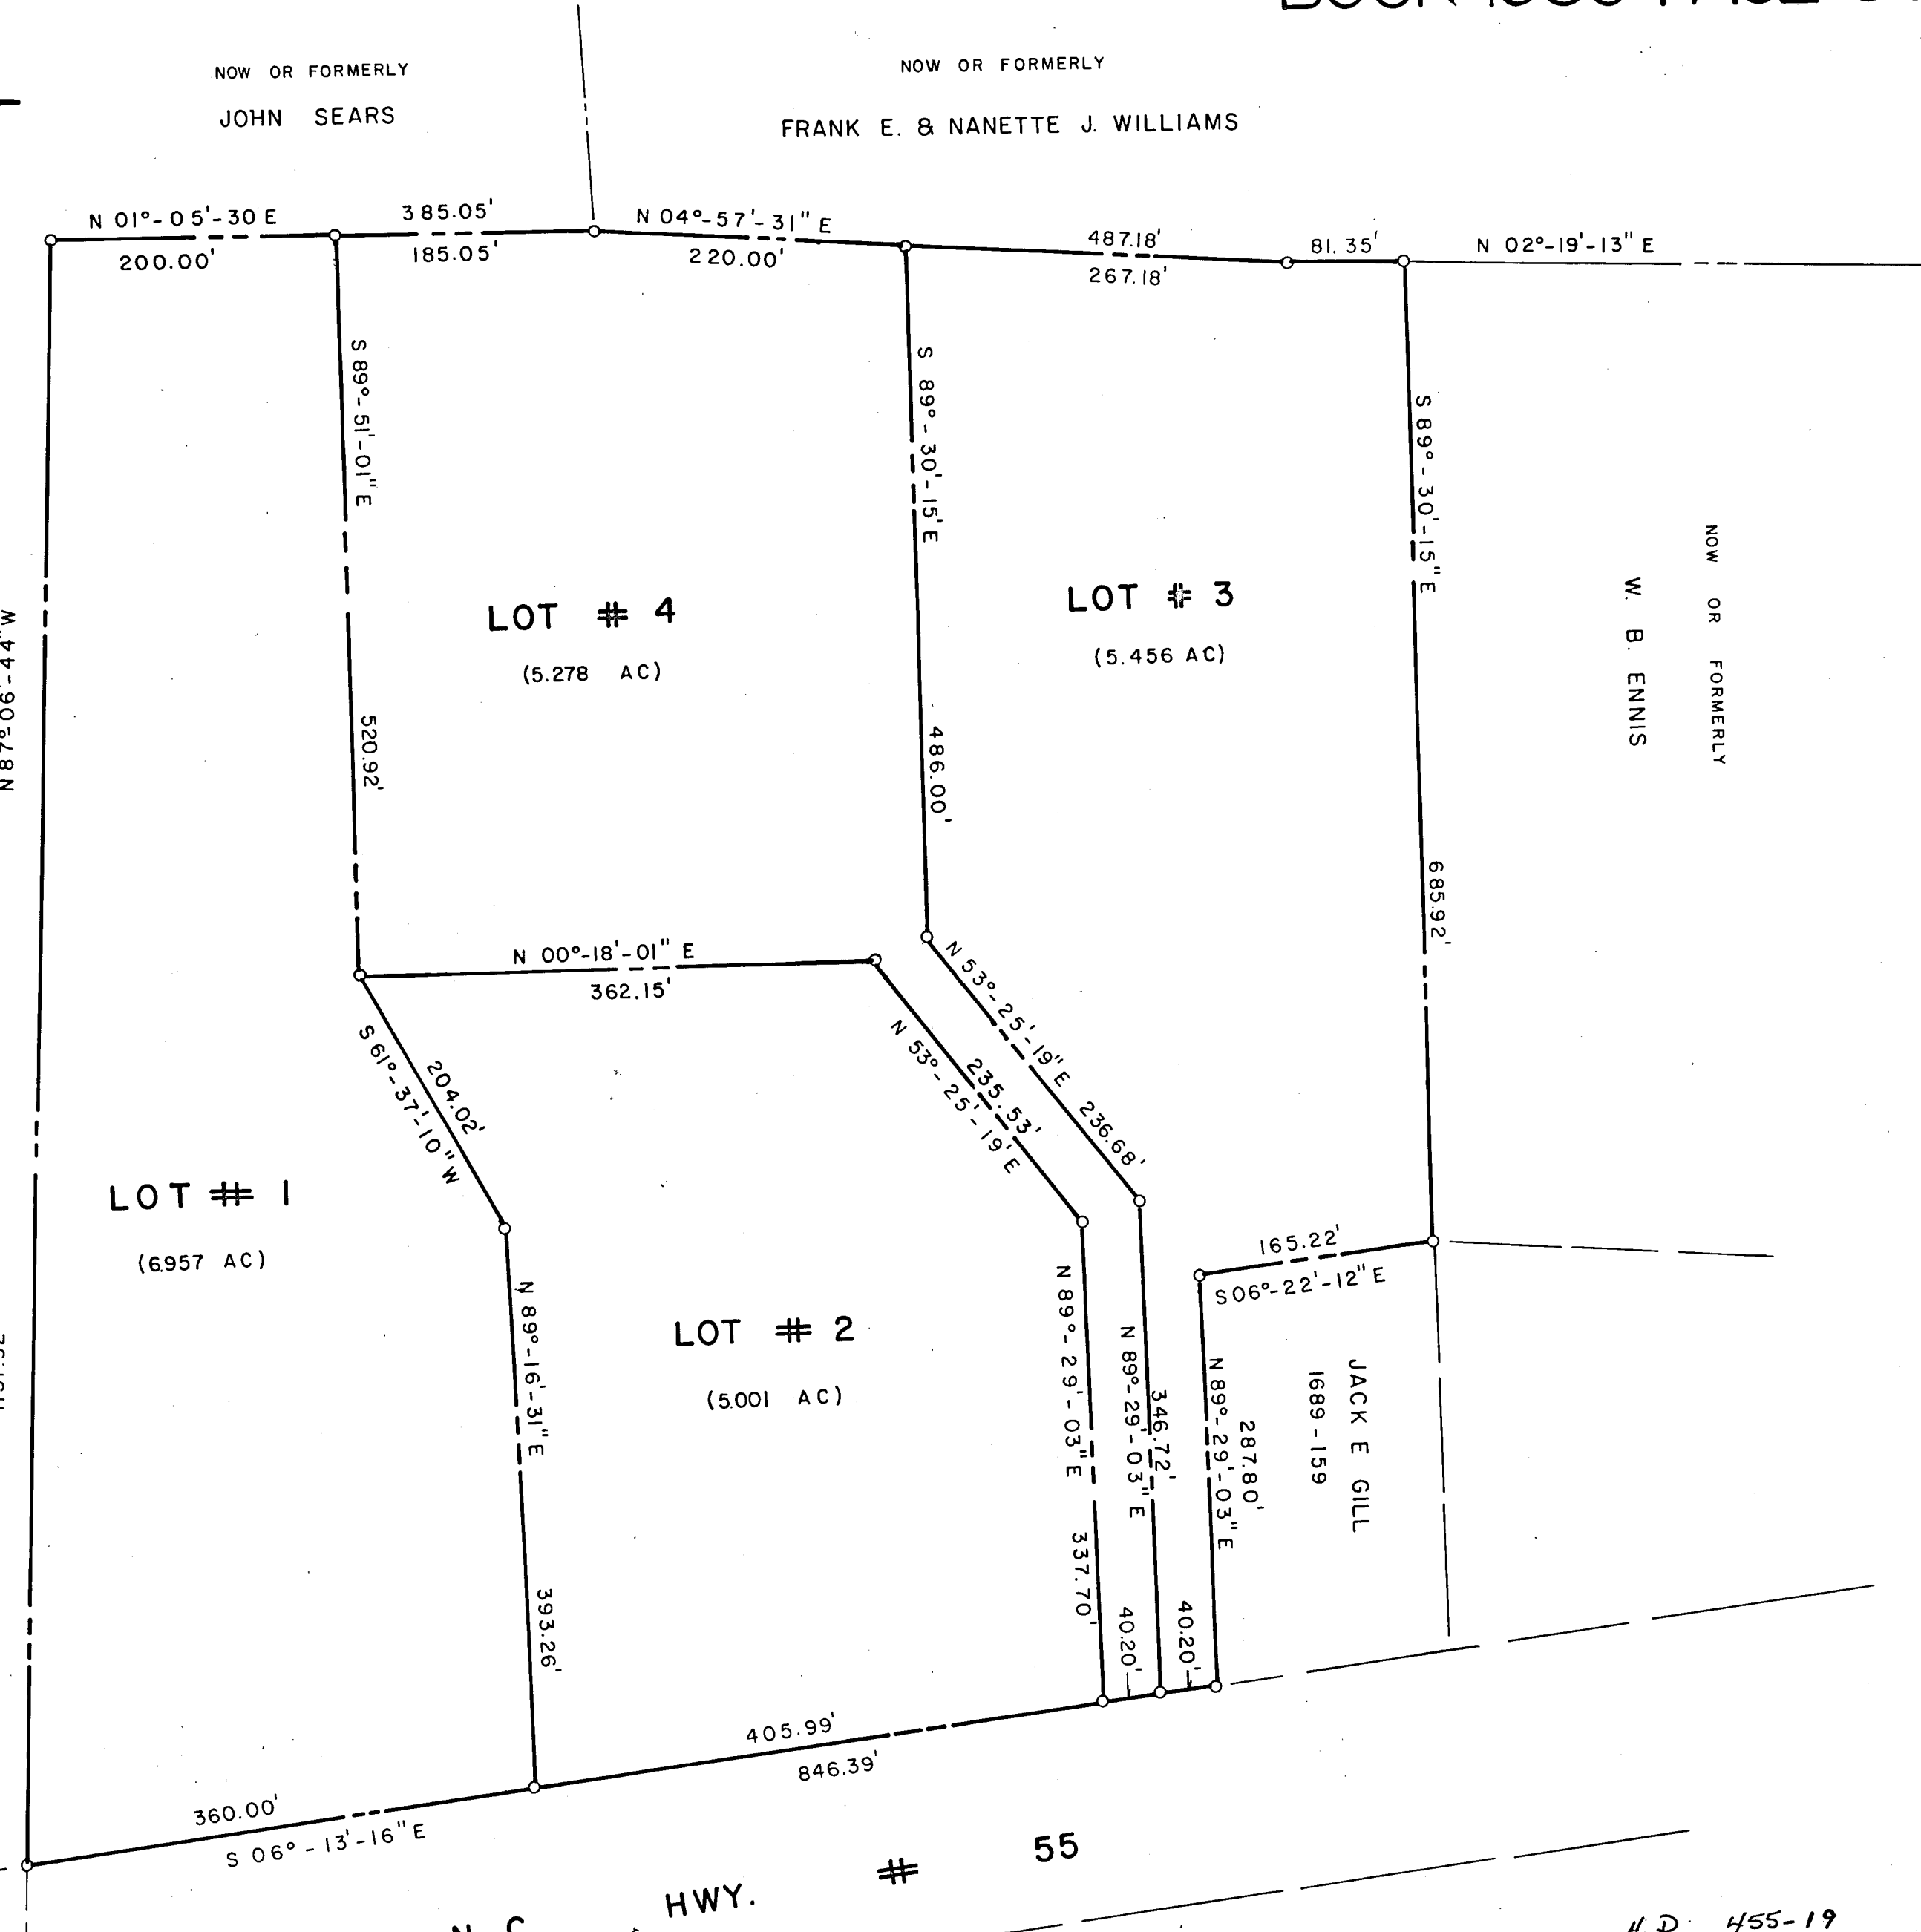 NOW OR FORMERLY
JOHN SEARS
NOW OR FORMERLY
FRANK E. & NANETTE J. WILLIAMS
N 01°-05'-30 E
385.05'
N 04°-57'-31" E
487.18'
81.35'
N 02°-19'-13" E
200.00'
185.05'
220.00'
267.18'
S 89°-51'-01" E
520.92'
S 89°-30'-15' E
486.00'
S 89°-30'-15" E
685.92'
NOW OR FORMERLY
W. B. ENNIS
N 87°-06'-44" W
LOT # 4
(5.278 AC)
LOT # 3
(5.456 AC)
N 00°-18'-01" E
362.15'
N 53°-25'-19" E
236.68'
235.53'
N 53°-25'-19' E
204.02'
S 61°-37'-10" W
LOT # 1
(6.957 AC)
165.22'
S 06°-22'-12" E
N 89°-16'-31" E
393.26'
LOT # 2
(5.001 AC)
N 89°-29'-03" E
337.70'
N 89°-29'-03" E
346.72'
N 89°-29'-03" E
287.80'
JACK E GILL
1689-159
40.20'
40.20'
405.99'
846.39'
360.00'
S 06°-13'-16" E
N.C. HWY. # 55
455-19